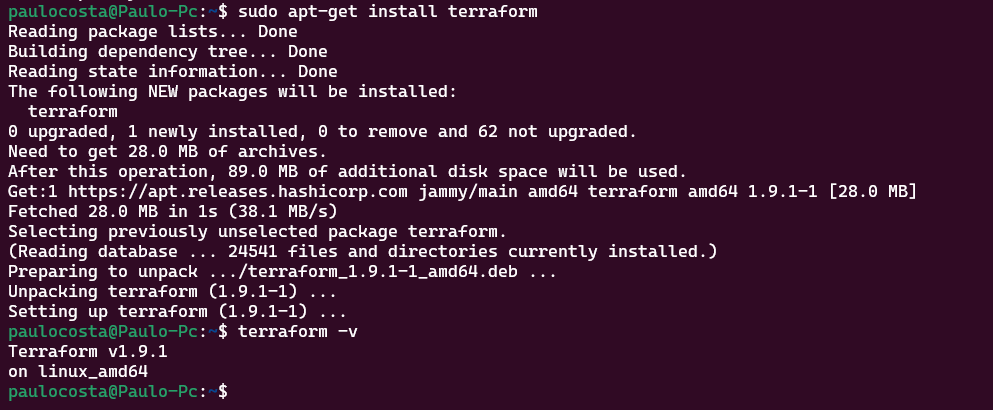 paulocosta@Paulo-Pc:~$ sudo apt-get install terraform
Reading package lists... Done
Building dependency tree... Done
Reading state information... Done
The following NEW packages will be installed:
  terraform
0 upgraded, 1 newly installed, 0 to remove and 62 not upgraded.
Need to get 28.0 MB of archives.
After this operation, 89.0 MB of additional disk space will be used.
Get:1 https://apt.releases.hashicorp.com jammy/main amd64 terraform amd64 1.9.1-1 [28.0 MB]
Fetched 28.0 MB in 1s (38.1 MB/s)
Selecting previously unselected package terraform.
(Reading database ... 24541 files and directories currently installed.)
Preparing to unpack .../terraform_1.9.1-1_amd64.deb ...
Unpacking terraform (1.9.1-1) ...
Setting up terraform (1.9.1-1) ...
paulocosta@Paulo-Pc:~$ terraform -v
Terraform v1.9.1
on linux_amd64
paulocosta@Paulo-Pc:~$